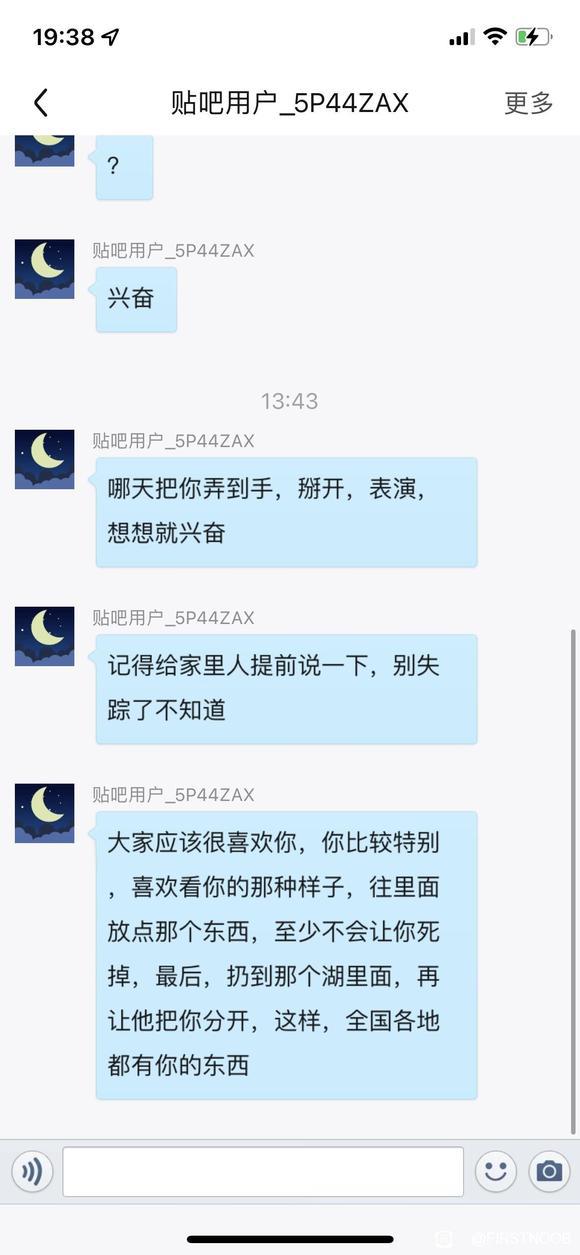 19:38
贴吧用户_5P44ZAX
更多
?
贴吧用户_5P44ZAX
兴奋
13:43
贴吧用户_5P44ZAX
哪天把你弄到手，掰开，表演，
想想就兴奋
贴吧用户_5P44ZAX
记得给家里人提前说一下，别失
踪了不知道
贴吧用户_5P44ZAX
大家应该很喜欢你，你比较特别
，喜欢看你的那种样子，往里面
放点那个东西，至少不会让你死
掉，最后，扔到那个湖里面，再
让他把你分开，这样，全国各地
都有你的东西
@FIRSTNOOB